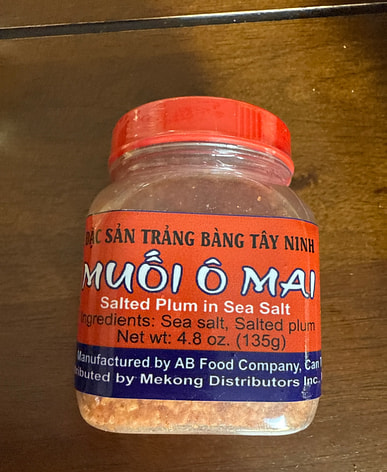 ĐẶC SẢN TRẢNG BÀNG TÂY NINH
MUỐI Ô MAI
Salted Plum in Sea Salt
Ingredients: Sea salt, Salted plum
Net wt: 4.8 oz. (135g)
Manufactured by AB Food Company, Can
tributed by Mekong Distributors Inc.,